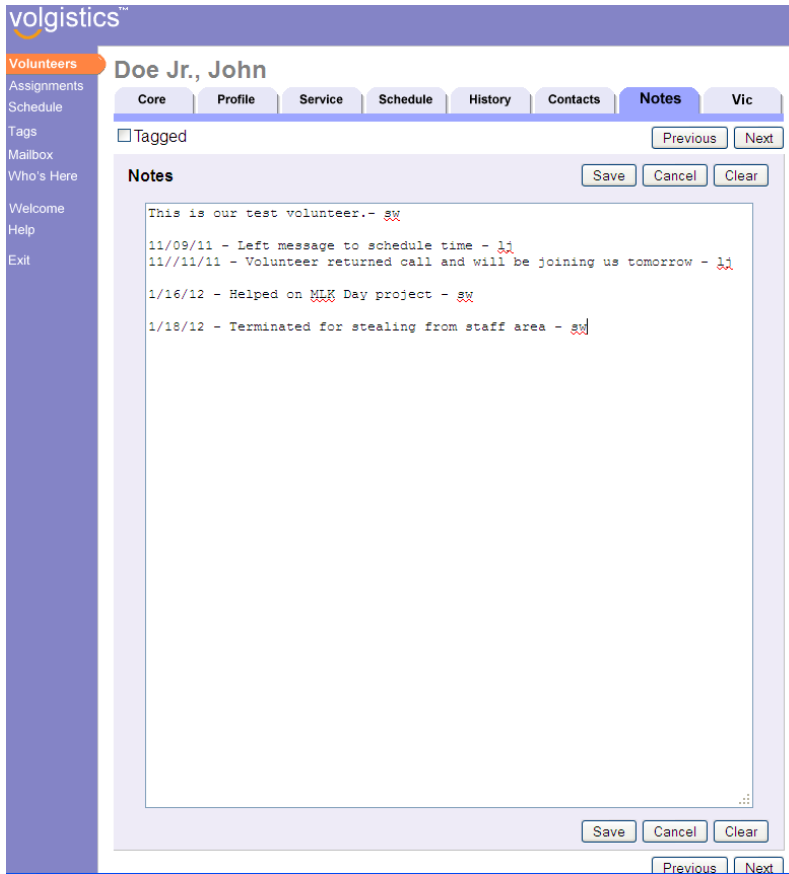 volgistics™
Volunteers
Assignments
Schedule
Tags
Mailbox
Who's Here
Welcome
Help
Exit
Doe Jr., John
Core Profile Service Schedule History Contacts Notes Vic
Tagged
Previous Next
Notes
Save Cancel Clear
This is our test volunteer.- sw
11/09/11 - Left message to schedule time - lj
11//11/11 - Volunteer returned call and will be joining us tomorrow - lj
1/16/12 - Helped on MLK Day project - sw
1/18/12 - Terminated for stealing from staff area - sw
Save Cancel Clear
Previous Next